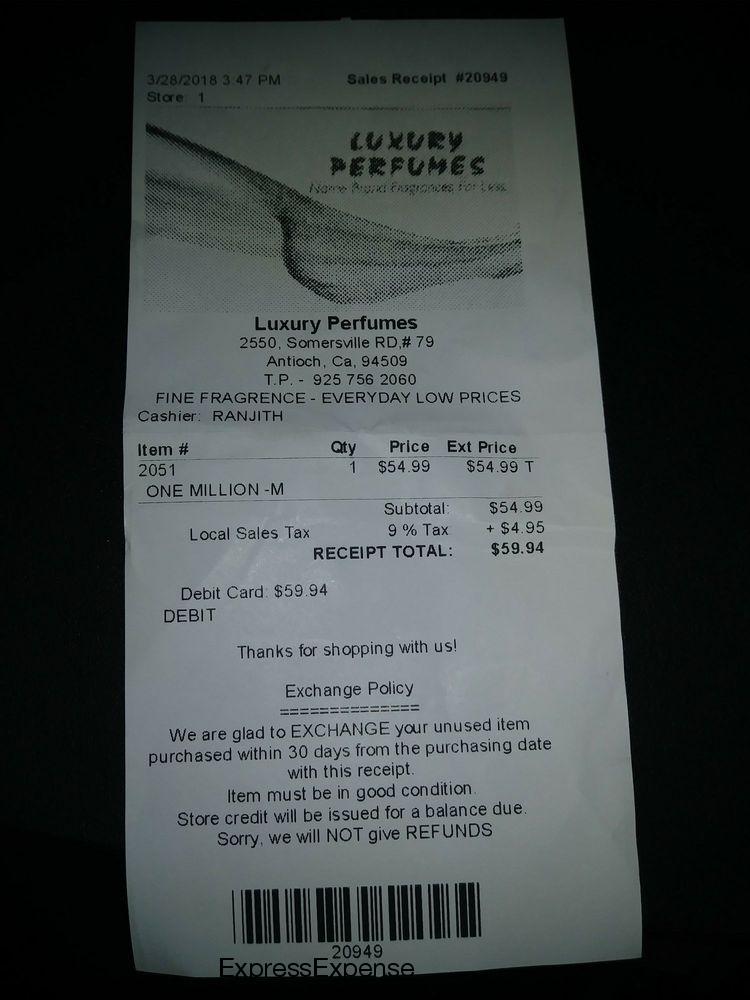 3/28/2018 3:47 PM Sales Receipt #20949
Store: 1
LUXURY
PERFUMES
Name Brand Fragrances For Less
Luxury Perfumes
2550, Somersville RD,# 79
Antioch, Ca, 94509
T.P. - 925 756 2060
FINE FRAGRENCE - EVERYDAY LOW PRICES
Cashier: RANJITH
Item # Qty Price Ext Price
2051 1 $54.99 $54.99 T
ONE MILLION -M
Subtotal: $54.99
Local Sales Tax 9 % Tax + $4.95
RECEIPT TOTAL: $59.94
Debit Card: $59.94
DEBIT
Thanks for shopping with us!
Exchange Policy
==============
We are glad to EXCHANGE your unused item
purchased within 30 days from the purchasing date
with this receipt.
Item must be in good condition.
Store credit will be issued for a balance due.
Sorry, we will NOT give REFUNDS
20949
ExpressExpense